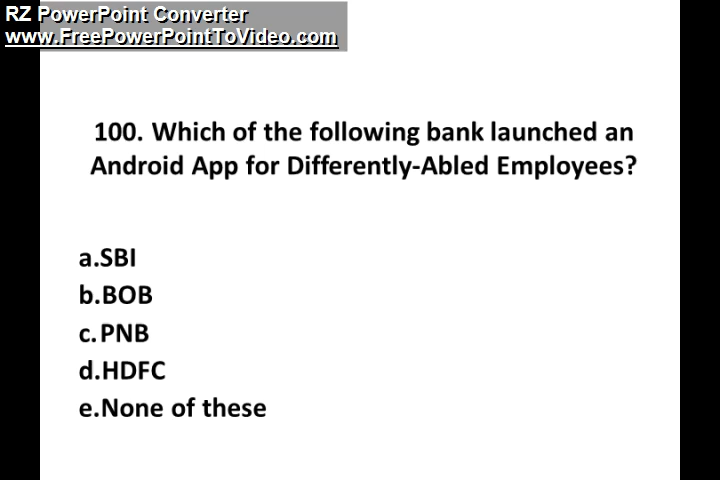 RZ PowerPoint Converter
www.FreePowerPointToVideo.com
100. Which of the following bank launched an
Android App for Differently-Abled Employees?
a.SBI
b.BOB
c.PNB
d.HDFC
e.None of these